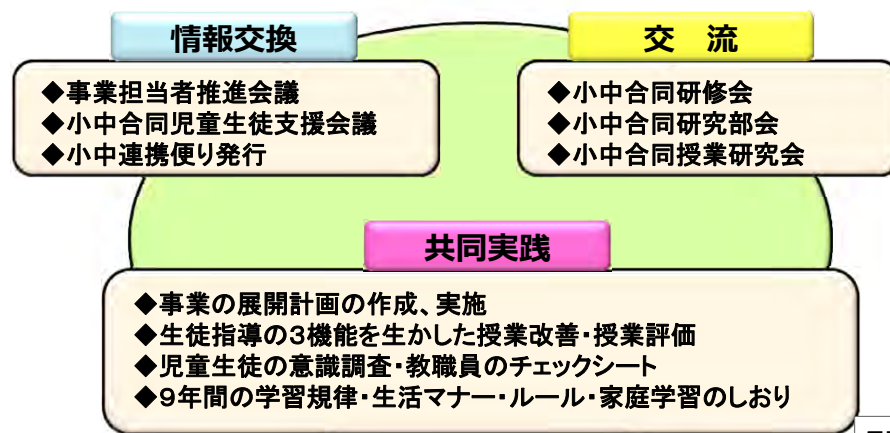 情報交換
◆事業担当者推進会議
◆小中合同児童生徒支援会議
◆小中連携便り発行
交　流
◆小中合同研修会
◆小中合同研究部会
◆小中合同授業研究会
共同実践
◆事業の展開計画の作成、実施
◆生徒指導の３機能を生かした授業改善・授業評価
◆児童生徒の意識調査・教職員のチェックシート
◆９年間の学習規律・生活マナー・ルール・家庭学習のしおり